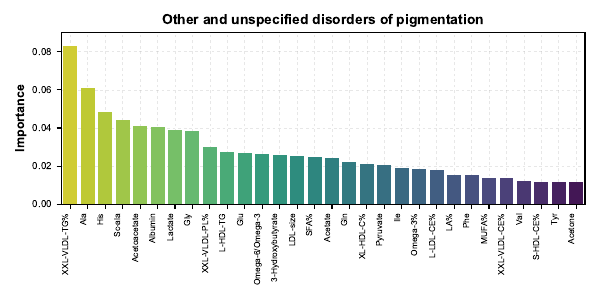 Other and unspecified disorders of pigmentation
Importance
0.08
0.06
0.04
0.02
0.00
XXL-VLDL-TG%
Ala
His
Acetoacetate
Albumin
Lactate
Gly
XXL-VLDL-PL%
L-HDL-TG
Glu
Omega-6/Omega-3
3-Hydroxybutyrate
LDL-size
SFA%
Acetate
Gln
XL-HDL-C%
Pyruvate
Ile
Omega-3%
L-LDL-CE%
LA%
Phe
MUFA%
XXL-VLDL-CE%
Val
S-HDL-CE%
Tyr
Acetone